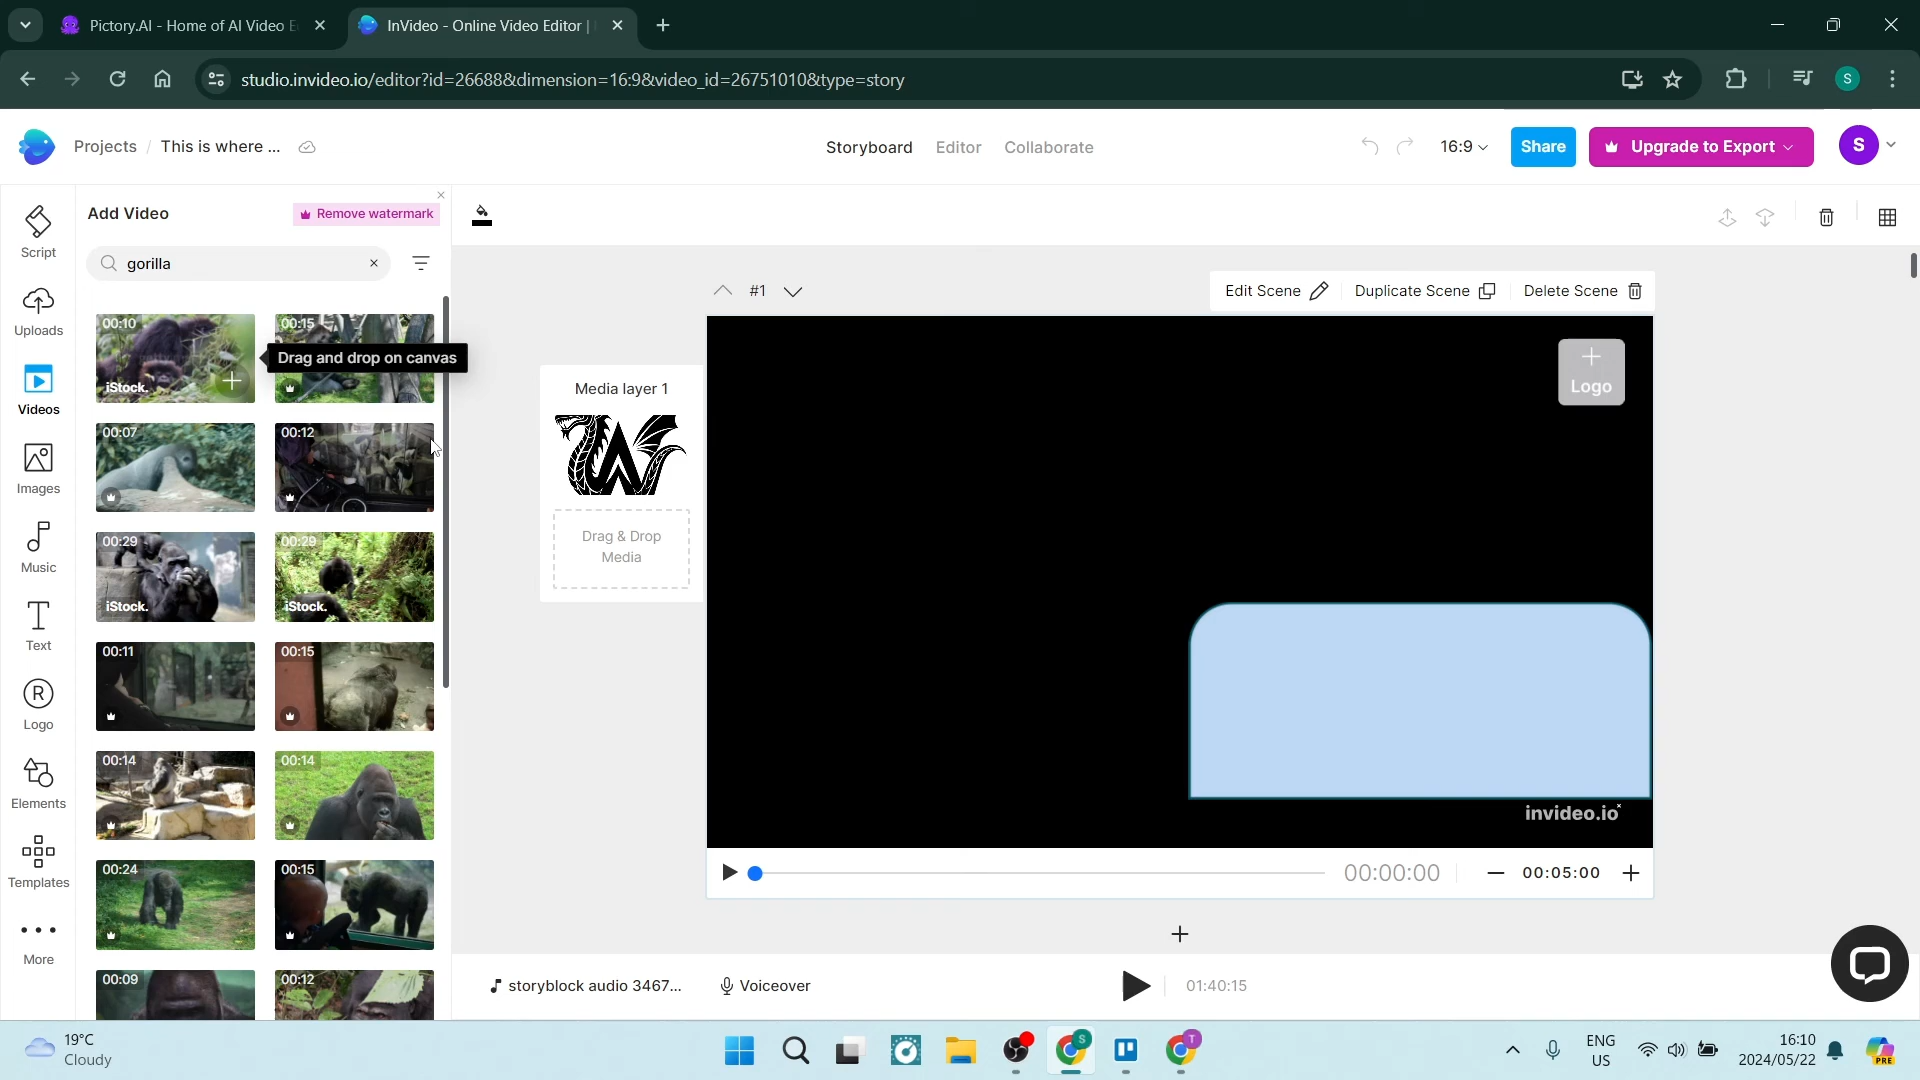 Pictory.AI - Home of AI Video E
InVideo - Online Video Editor |
studio.invideo.io/editor?id=26688&dimension=16:9&video_id=26751010&type=story
S
Projects / This is where ...
Storyboard Editor Collaborate
16:9 Share Upgrade to Export S
Add Video Remove watermark
gorilla
Script
Uploads
Videos
Images
Music
Text
Logo
Elements
Templates
More
00:10 00:15
Drag and drop on canvas
iStock.
00:07 00:12
00:29 00:29
iStock. iStock.
00:11 00:15
00:14 00:14
00:24 00:15
00:09 00:12
#1 Edit Scene Duplicate Scene Delete Scene
Media layer 1
W
Drag & Drop
Media
Logo
invideo.io
00:00:00 00:05:00
storyblock audio 3467... Voiceover 01:40:15
19°C
Cloudy
S
T
ENG
US
16:10
2024/05/22
PRE